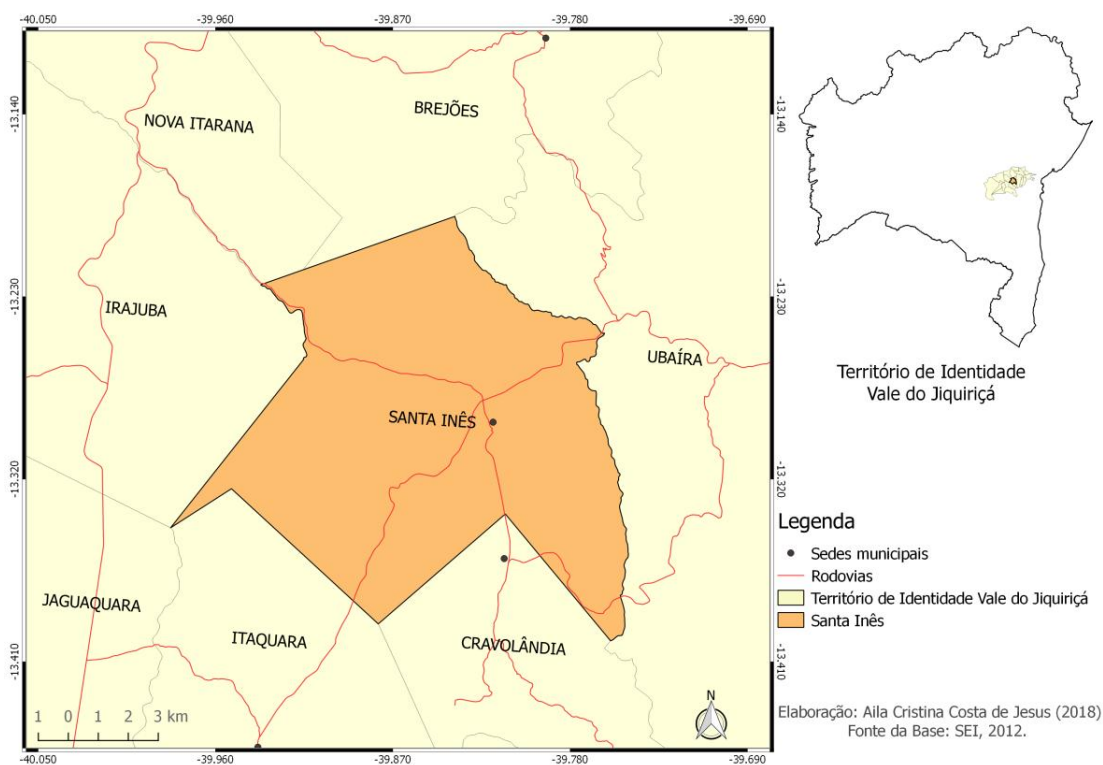 -40.050
-39.960
-39.870
-39.780
-39.690
-13.140
-13.140
BREJÕES
NOVA ITARANA
-13.230
-13.230
IRAJUBA
UBAÍRA
SANTA INÊS
-13.320
-13.320
JAGUAQUARA
ITAQUARA
CRAVOLÂNDIA
-13.410
-13.410
1 0 1 2 3 km
N
-40.050
-39.960
-39.870
-39.780
-39.690
Território de Identidade
Vale do Jiquiriçá
Legenda
Sedes municipais
Rodovias
Território de Identidade Vale do Jiquiriçá
Santa Inês
Elaboração: Aila Cristina Costa de Jesus (2018)
Fonte da Base: SEI, 2012.